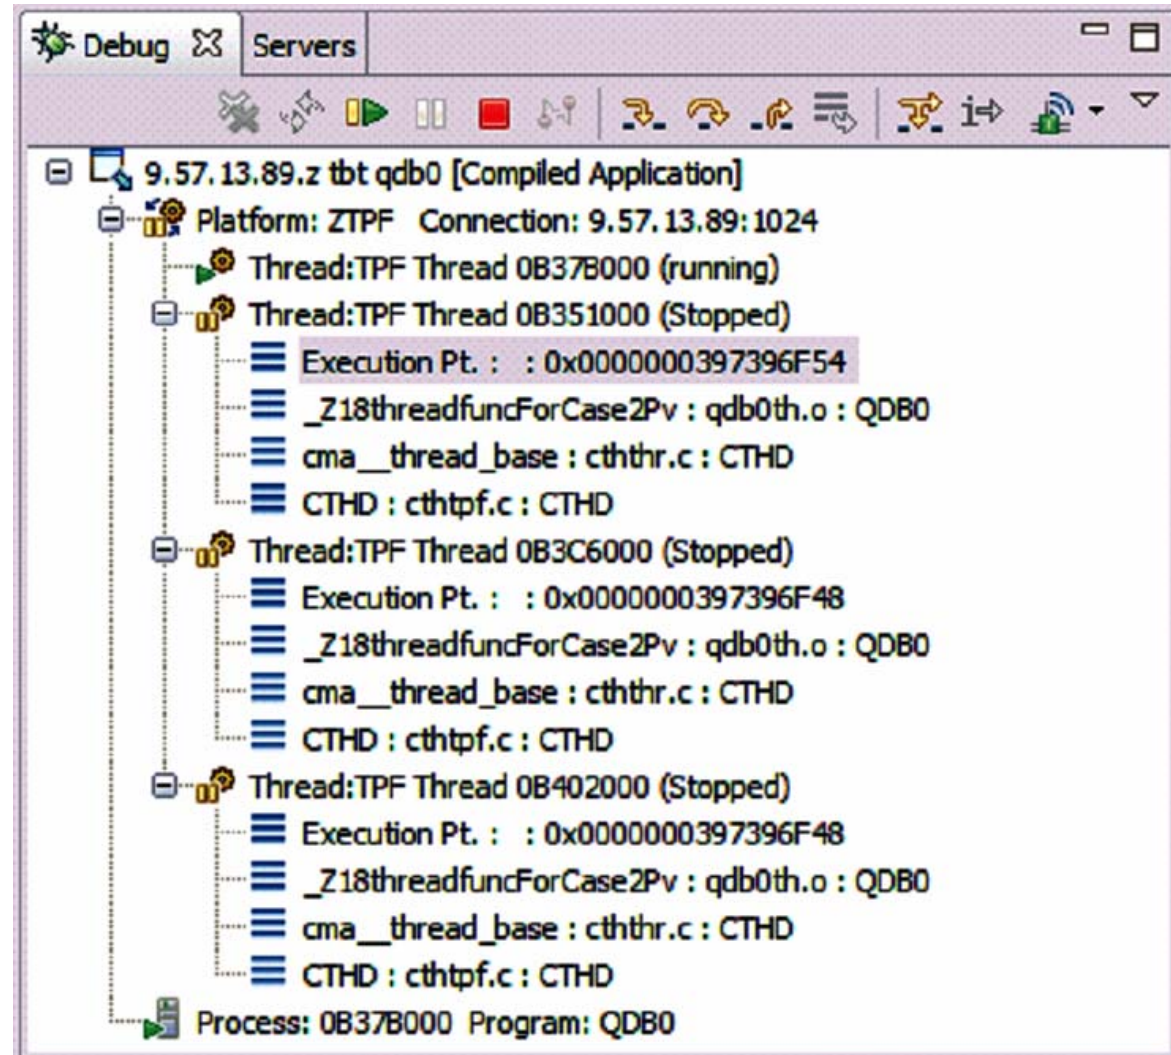 Debug Servers
9.57.13.89.z tbt qdb0 [Compiled Application]
Platform: ZTPF Connection: 9.57.13.89:1024
Thread:TPF Thread 0B37B000 (running)
Thread:TPF Thread 0B351000 (Stopped)
Execution Pt. : : 0x0000000397396F54
_Z18threadfuncForCase2Pv : qdb0th.o : QDB0
cma__thread_base : cththr.c : CTHD
CTHD : cthtpf.c : CTHD
Thread:TPF Thread 0B3C6000 (Stopped)
Execution Pt. : : 0x0000000397396F48
_Z18threadfuncForCase2Pv : qdb0th.o : QDB0
cma__thread_base : cththr.c : CTHD
CTHD : cthtpf.c : CTHD
Thread:TPF Thread 0B402000 (Stopped)
Execution Pt. : : 0x0000000397396F48
_Z18threadfuncForCase2Pv : qdb0th.o : QDB0
cma__thread_base : cththr.c : CTHD
CTHD : cthtpf.c : CTHD
Process: 0B37B000 Program: QDB0